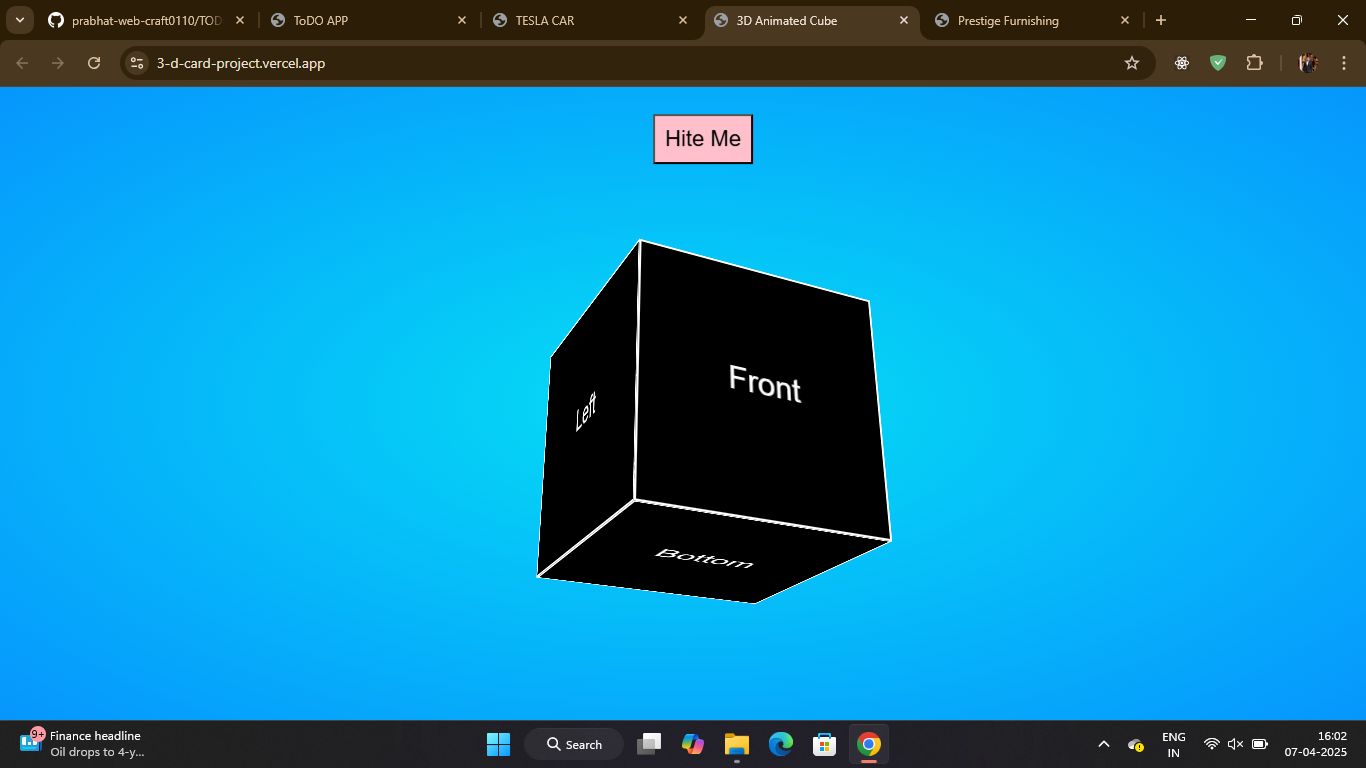 prabhat-web-craft0110/TOD
ToDO APP
TESLA CAR
3D Animated Cube
Prestige Furnishing
3-d-card-project.vercel.app
Hite Me
Front
Left
Bottom
9+
Finance headline
Oil drops to 4-y...
Search
ENG
IN
16:02
07-04-2025